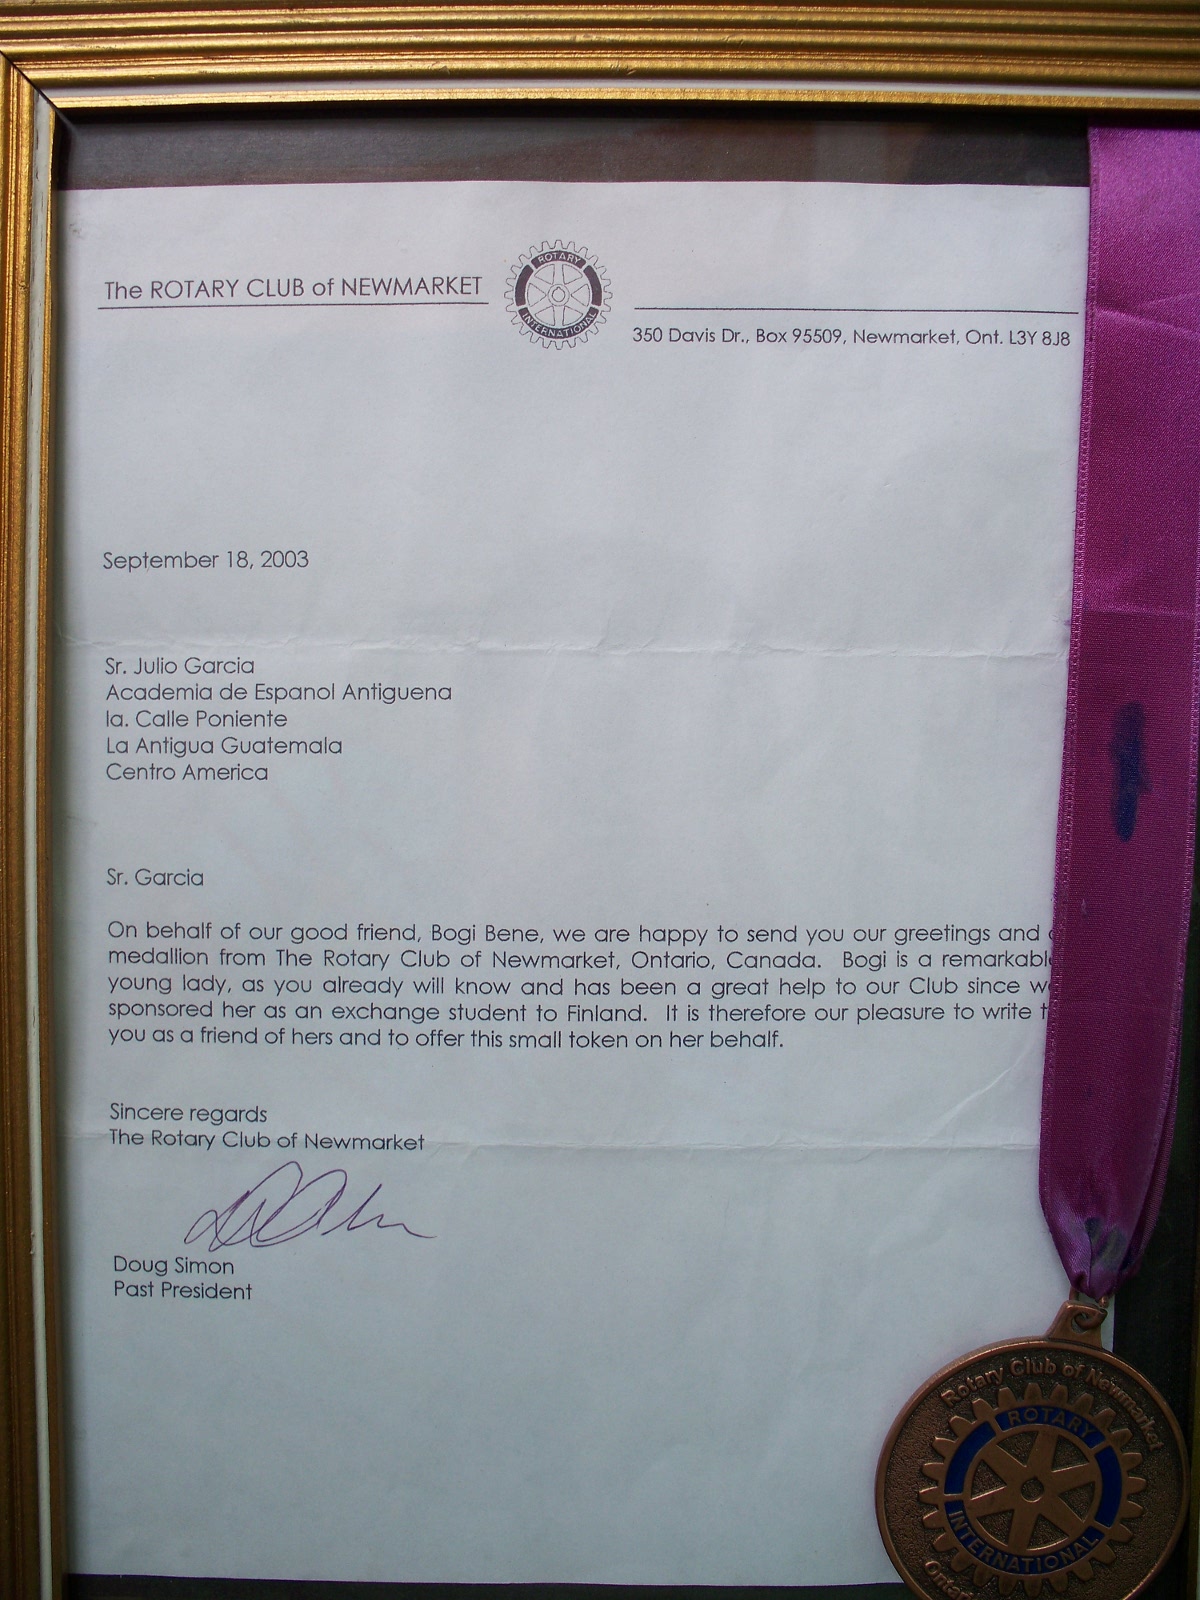 The ROTARY CLUB of NEWMARKET
ROTARY
INTERNATIONAL
350 Davis Dr., Box 95509, Newmarket, Ont. L3Y 8J8
September 18, 2003
Sr. Julio Garcia
Academia de Espanol Antiguena
la. Calle Poniente
La Antigua Guatemala
Centro America
Sr. Garcia
On behalf of our good friend, Bogi Bene, we are happy to send you our greetings and
medallion from The Rotary Club of Newmarket, Ontario, Canada. Bogi is a remarkabl
young lady, as you already will know and has been a great help to our Club since w
sponsored her as an exchange student to Finland. It is therefore our pleasure to write t
you as a friend of hers and to offer this small token on her behalf.
Sincere regards
The Rotary Club of Newmarket
Doug Simon
Past President
Rotary Club of Newmarket
ROTARY
INTERNATIONAL
Ontar